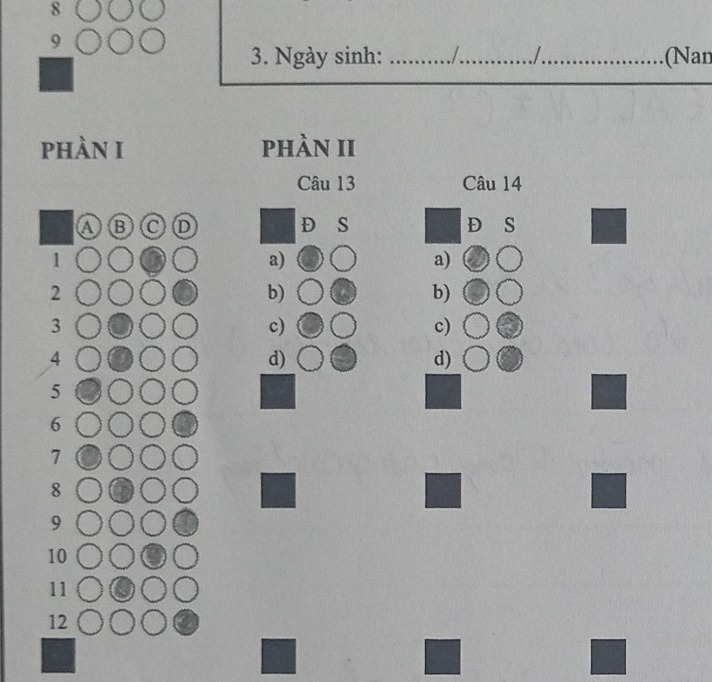 8
9
3. Ngày sinh: ........../............/....................(Nan
PHẦN I
PHẦN II
Câu 13
Câu 14
A B C D
Đ S
Đ S
1
a)
a)
2
b)
b)
3
c)
c)
4
d)
d)
5
6
7
8
9
10
11
12